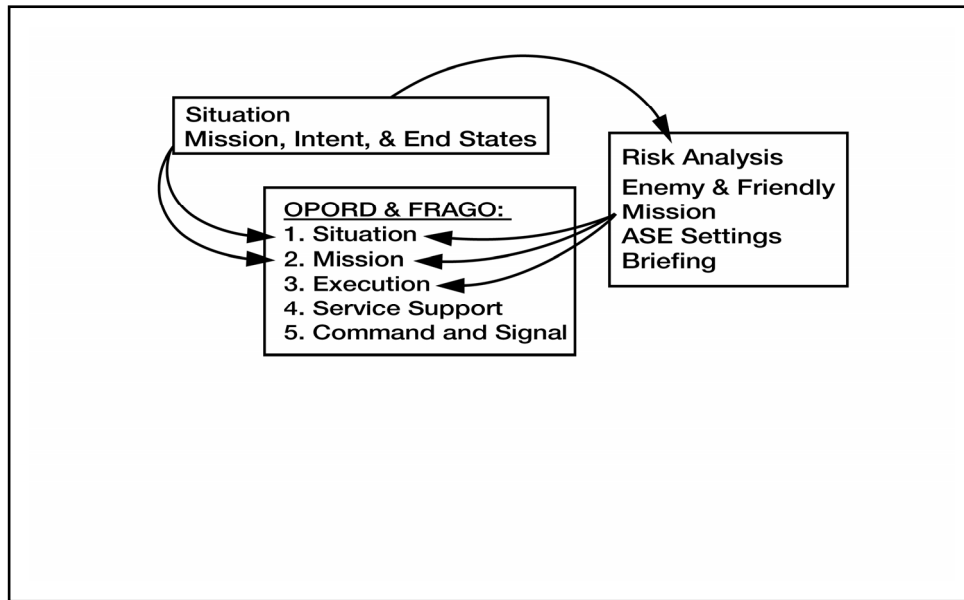 Situation
Mission, Intent, & End States
Risk Analysis
Enemy & Friendly
Mission
ASE Settings
Briefing
OPORD & FRAGO:
1. Situation
2. Mission
3. Execution
4. Service Support
5. Command and Signal